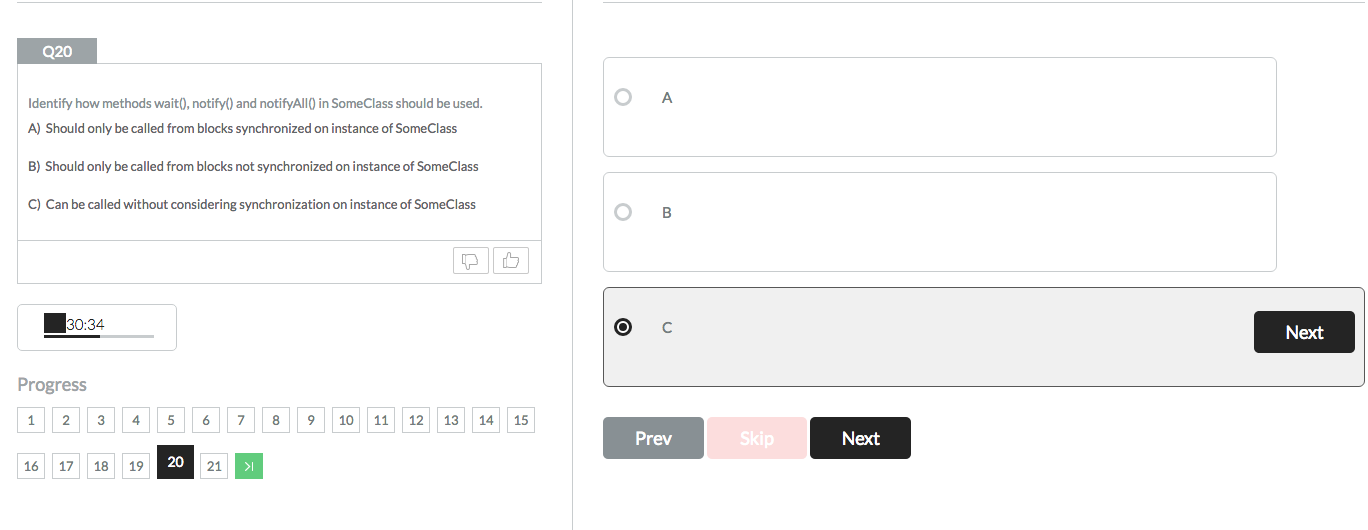 Q20
Identify how methods wait(), notify() and notifyAll() in SomeClass should be used.
A) Should only be called from blocks synchronized on instance of SomeClass
B) Should only be called from blocks not synchronized on instance of SomeClass
C) Can be called without considering synchronization on instance of SomeClass
30:34
Progress
1 2 3 4 5 6 7 8 9 10 11 12 13 14 15
16 17 18 19 20 21 >|
A
B
C
Next
Prev Skip Next